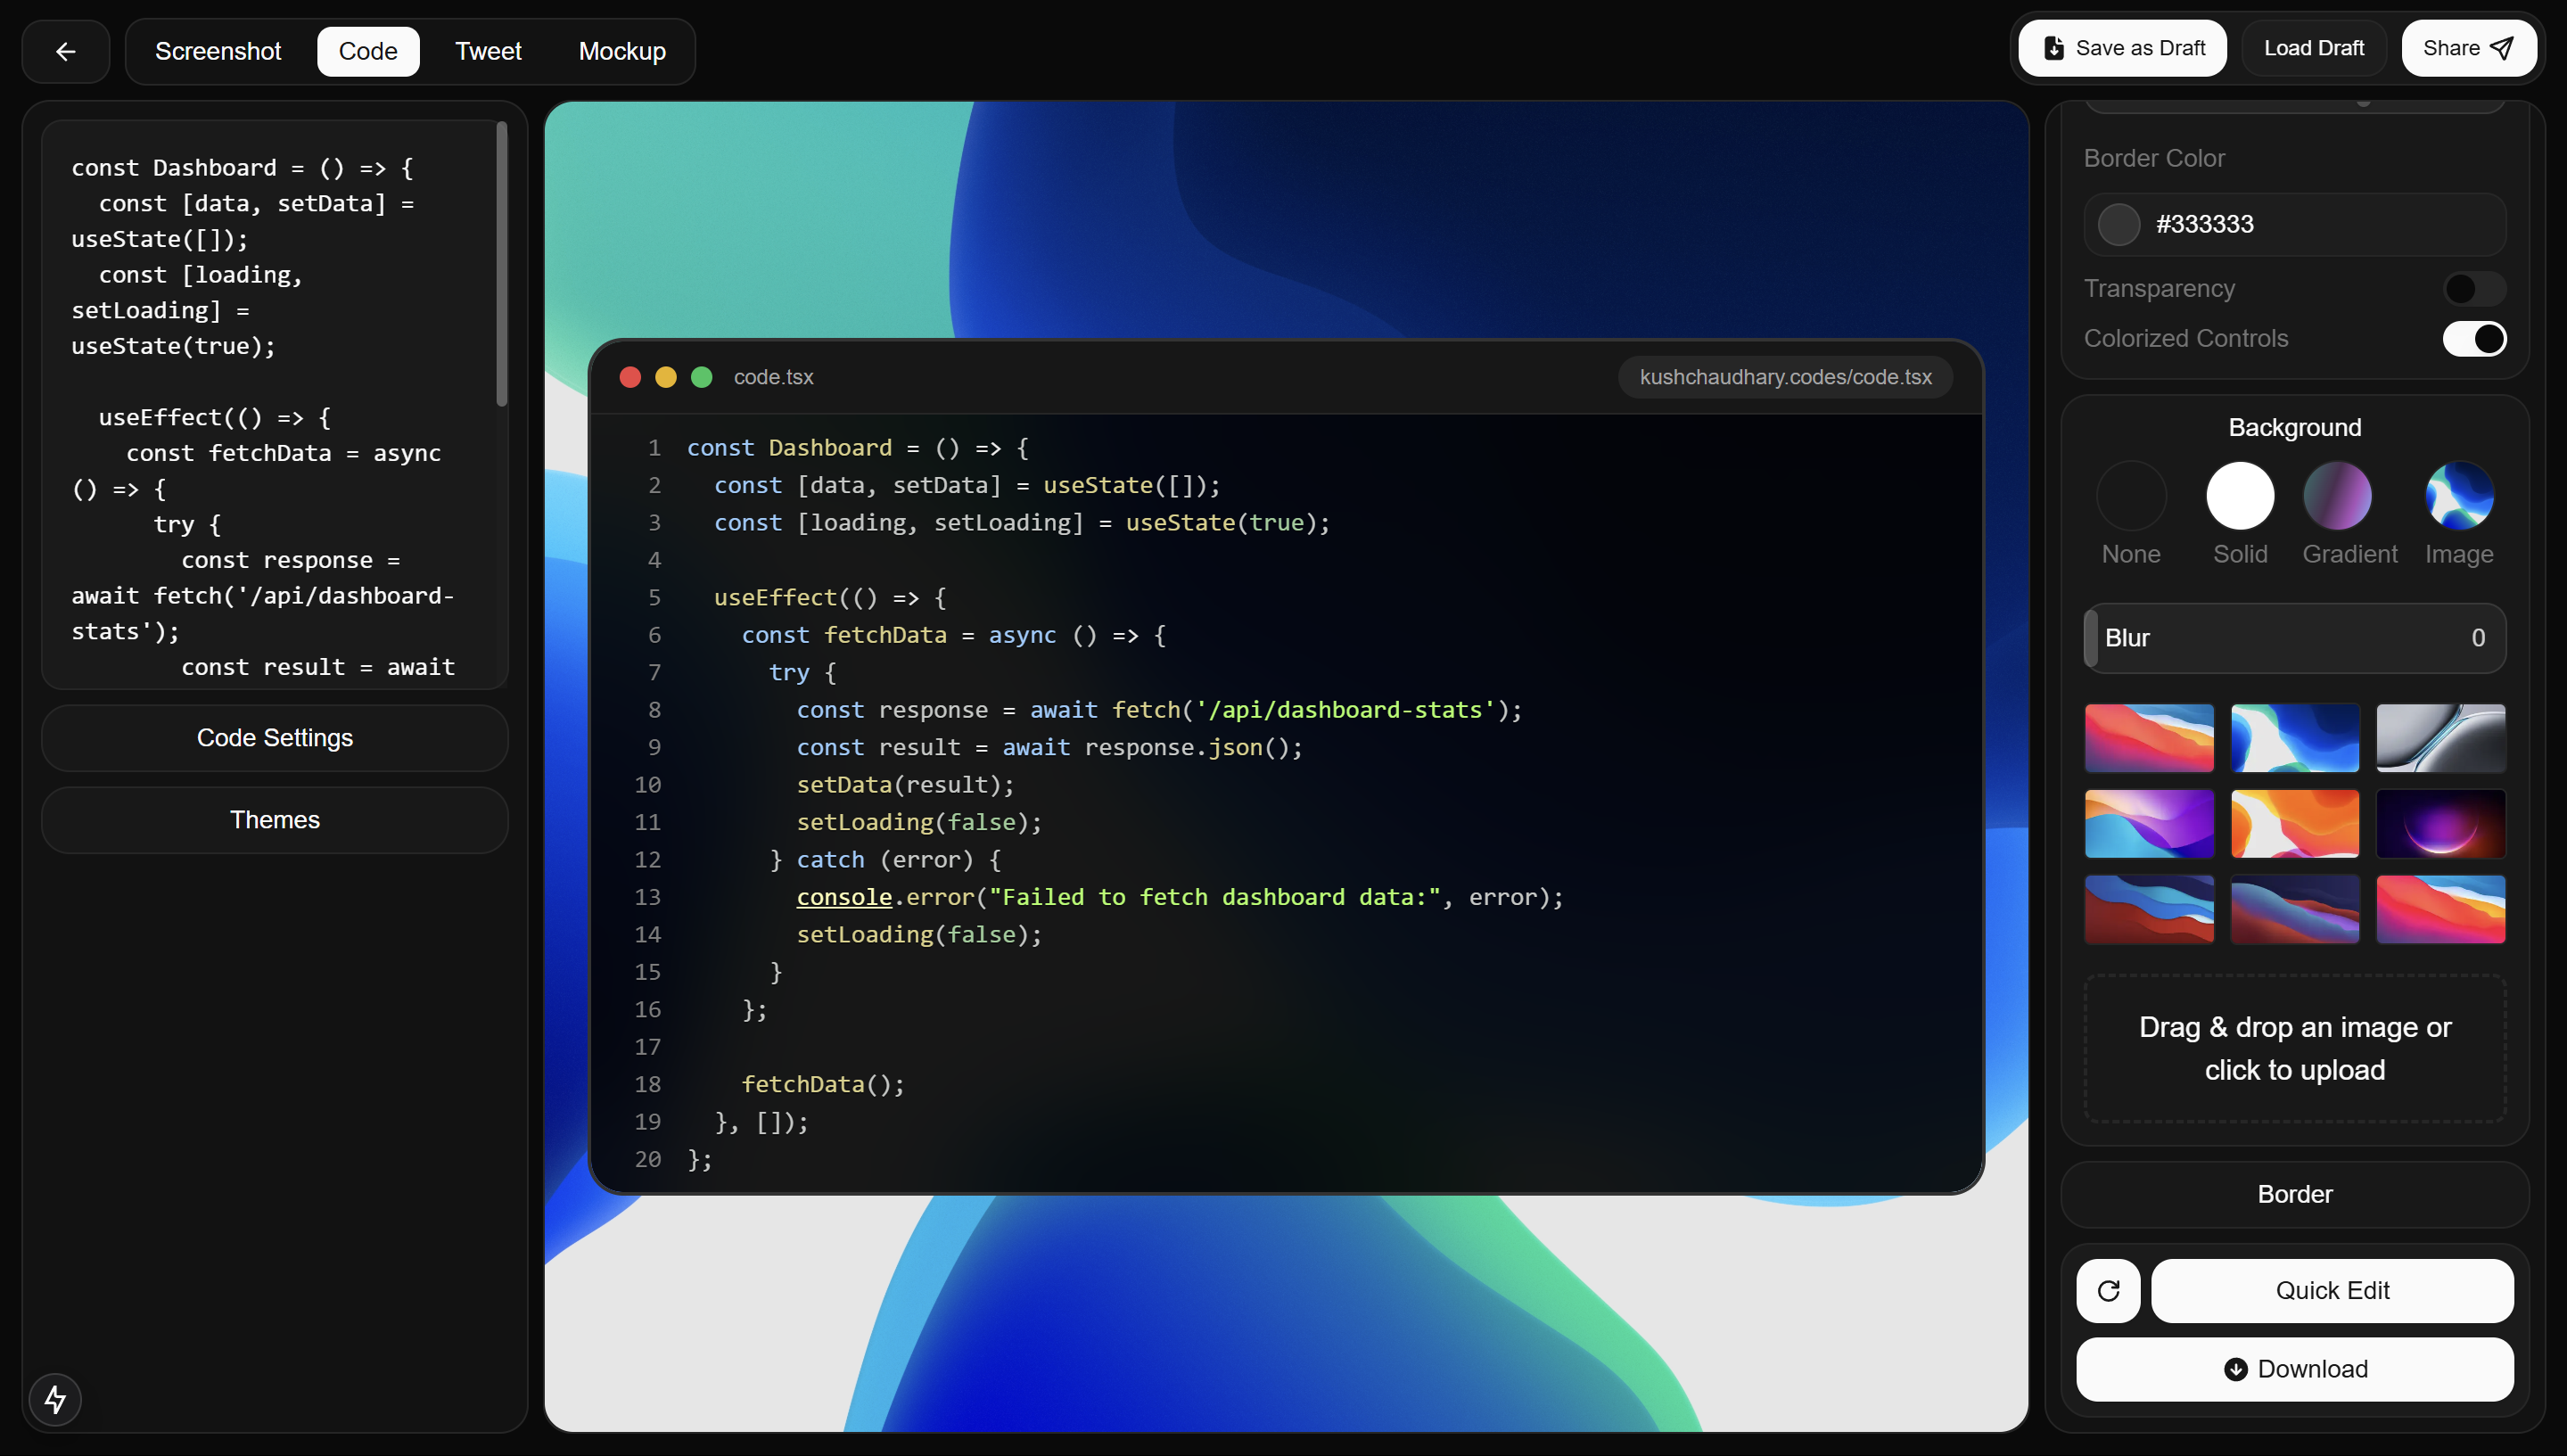 Screenshot
Code
Tweet
Mockup
Save as Draft
Load Draft
Share
const Dashboard = () => {
  const [data, setData] =
useState([]);
  const [loading,
setLoading] =
useState(true);

  useEffect(() => {
    const fetchData = async
() => {
      try {
        const response =
await fetch('/api/dashboard-
stats');
        const result = await
Code Settings
Themes
code.tsx
kushchaudhary.codes/code.tsx
1 const Dashboard = () => {
2   const [data, setData] = useState([]);
3   const [loading, setLoading] = useState(true);
4
5   useEffect(() => {
6     const fetchData = async () => {
7       try {
8         const response = await fetch('/api/dashboard-stats');
9         const result = await response.json();
10         setData(result);
11         setLoading(false);
12       } catch (error) {
13         console.error("Failed to fetch dashboard data:", error);
14         setLoading(false);
15       }
16     };
17
18     fetchData();
19   }, []);
20 };
Border Color
#333333
Transparency
Colorized Controls
Background
None
Solid
Gradient
Image
Blur 0
Drag & drop an image or
click to upload
Border
Quick Edit
Download